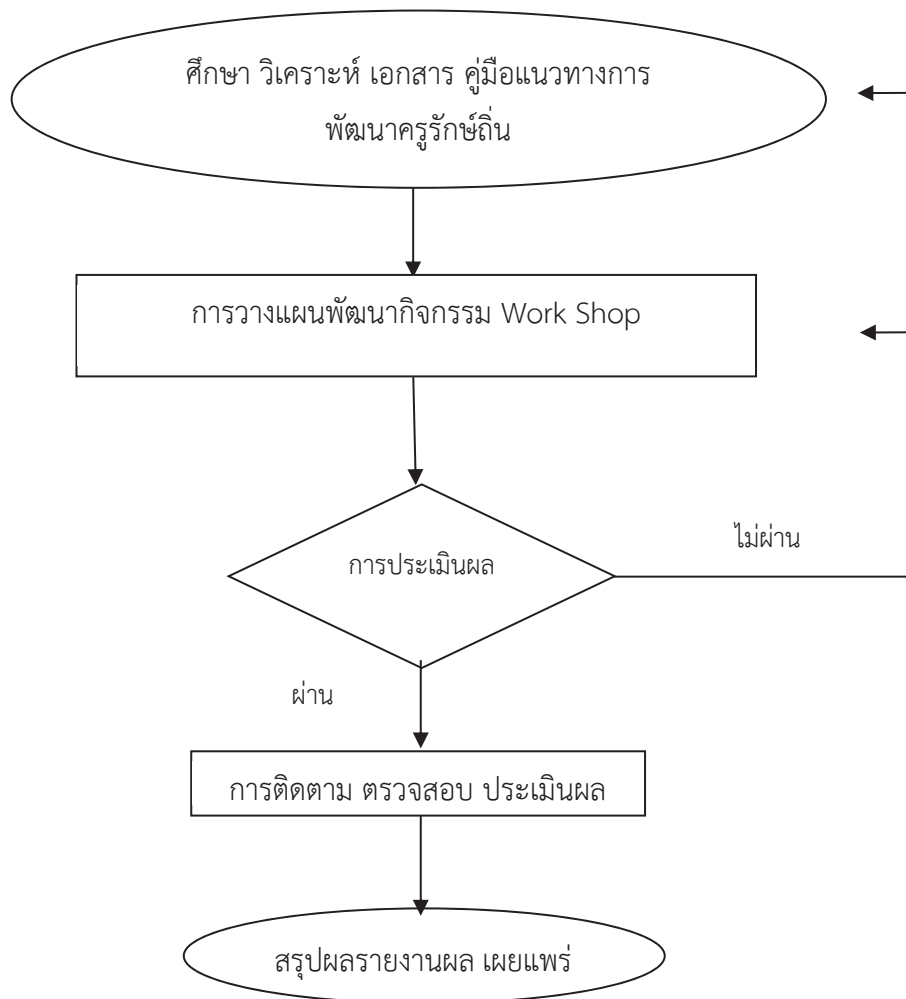 ศึกษา วิเคราะห์ เอกสาร คู่มือแนวทางการ
พัฒนาครูรักษ์ถิ่น
การวางแผนพัฒนากิจกรรม Work Shop
การประเมินผล
ไม่ผ่าน
ผ่าน
การติดตาม ตรวจสอบ ประเมินผล
สรุปผลรายงานผล เผยแพร่